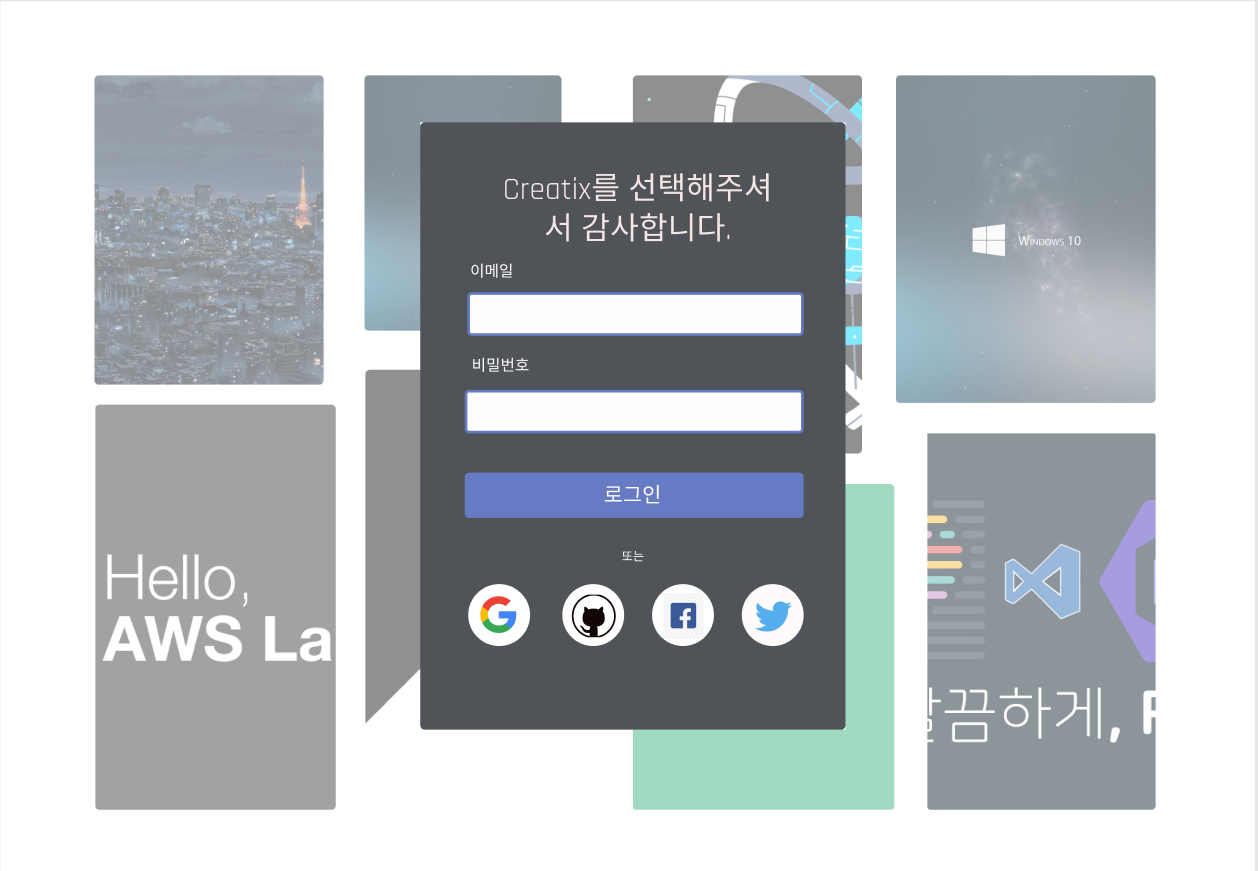 Creatix를 선택해주셔
서 감사합니다.
이메일
비밀번호
로그인
또는
WINDOWS 10
Hello,
AWS La
끔하게,